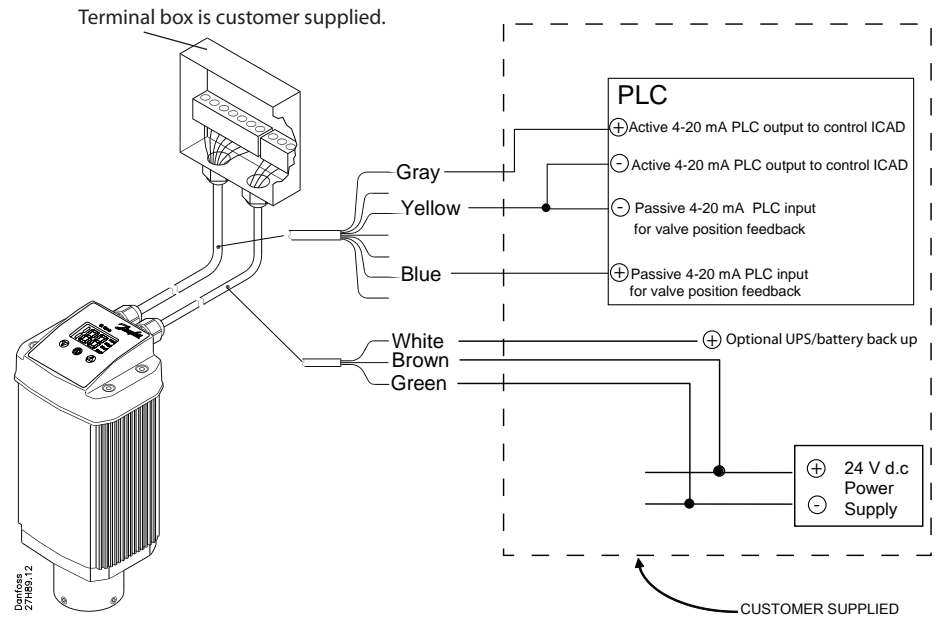 Terminal box is customer supplied.
PLC
+ Active 4-20 mA PLC output to control ICAD
- Active 4-20 mA PLC output to control ICAD
Gray
Yellow
- Passive 4-20 mA PLC input
for valve position feedback
Blue
+ Passive 4-20 mA PLC input
for valve position feedback
White
+ Optional UPS/battery back up
Brown
Green
+ 24 V d.c
Power
- Supply
Danfoss
27H89.12
CUSTOMER SUPPLIED